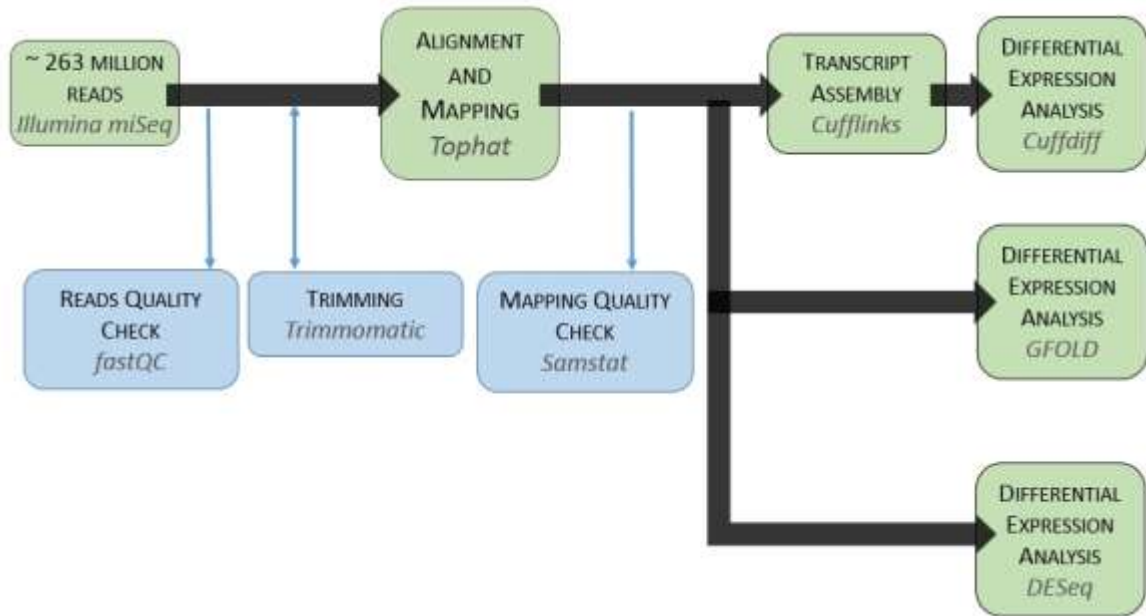 ~ 263 MILLION
READS
Illumina miSeq
ALIGNMENT
AND
MAPPING
Tophat
TRANSCRIPT
ASSEMBLY
Cufflinks
DIFFERENTIAL
EXPRESSION
ANALYSIS
Cuffdiff
READS QUALITY
CHECK
fastQC
TRIMMING
Trimmomatic
MAPPING QUALITY
CHECK
Samstat
DIFFERENTIAL
EXPRESSION
ANALYSIS
GFOLD
DIFFERENTIAL
EXPRESSION
ANALYSIS
DESeq